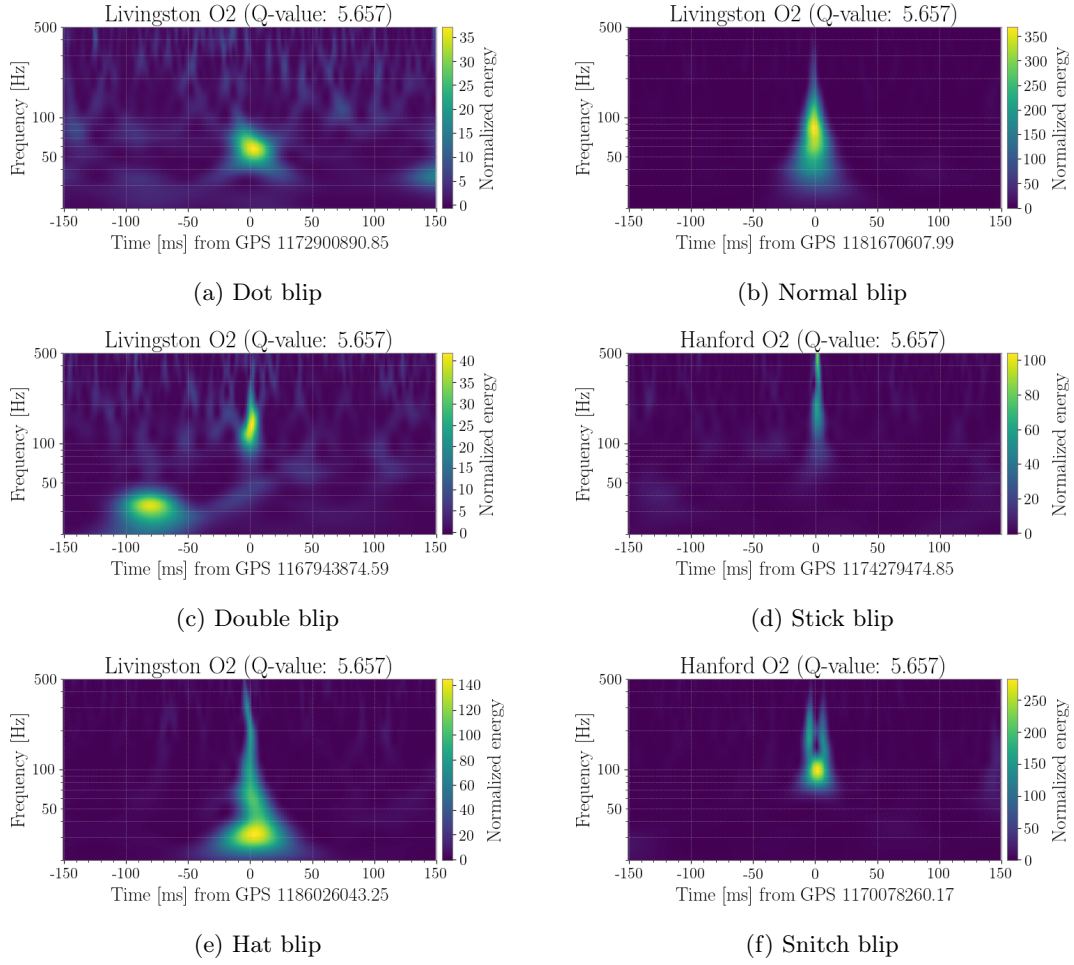 Livingston O2 (Q-value: 5.657)
Frequency [Hz]
500
100
50
-150 -100 -50 0 50 100 150
Time [ms] from GPS 1172900890.85
35
30
25
20
15
10
5
0
Normalized energy
(a) Dot blip
Livingston O2 (Q-value: 5.657)
Frequency [Hz]
500
100
50
-150 -100 -50 0 50 100 150
Time [ms] from GPS 1181670607.99
350
300
250
200
150
100
50
0
Normalized energy
(b) Normal blip
Livingston O2 (Q-value: 5.657)
Frequency [Hz]
500
100
50
-150 -100 -50 0 50 100 150
Time [ms] from GPS 1167943874.59
40
35
30
25
20
15
10
5
0
Normalized energy
(c) Double blip
Hanford O2 (Q-value: 5.657)
Frequency [Hz]
500
100
50
-150 -100 -50 0 50 100 150
Time [ms] from GPS 1174279474.85
100
80
60
40
20
0
Normalized energy
(d) Stick blip
Livingston O2 (Q-value: 5.657)
Frequency [Hz]
500
100
50
-150 -100 -50 0 50 100 150
Time [ms] from GPS 1186026043.25
140
120
100
80
60
40
20
0
Normalized energy
(e) Hat blip
Hanford O2 (Q-value: 5.657)
Frequency [Hz]
500
100
50
-150 -100 -50 0 50 100 150
Time [ms] from GPS 1170078260.17
250
200
150
100
50
0
Normalized energy
(f) Snitch blip